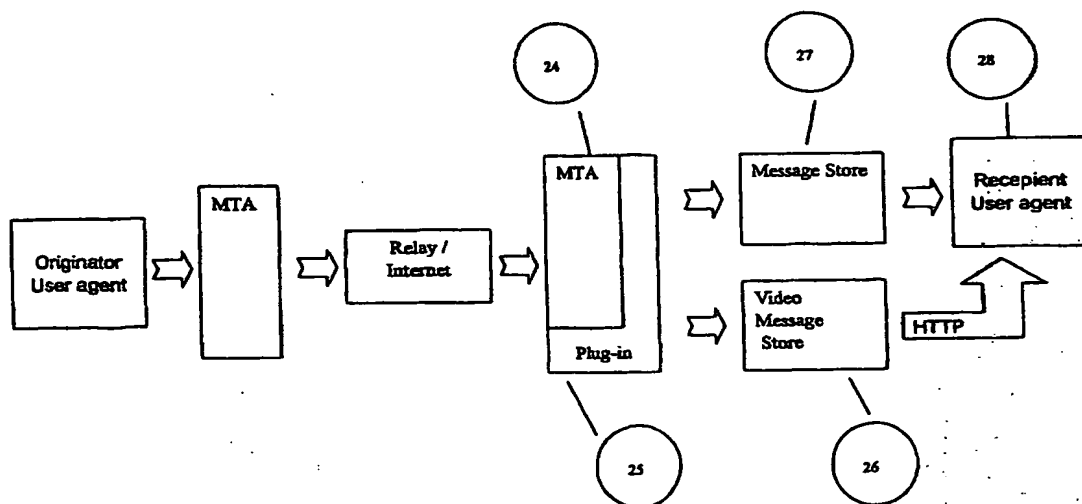 24
27
28
MTA
MTA
Message Store
Recepient
User agent
Originator
User agent
Relay /
Internet
Video
Message
Store
HTTP
Plug-in
25
26